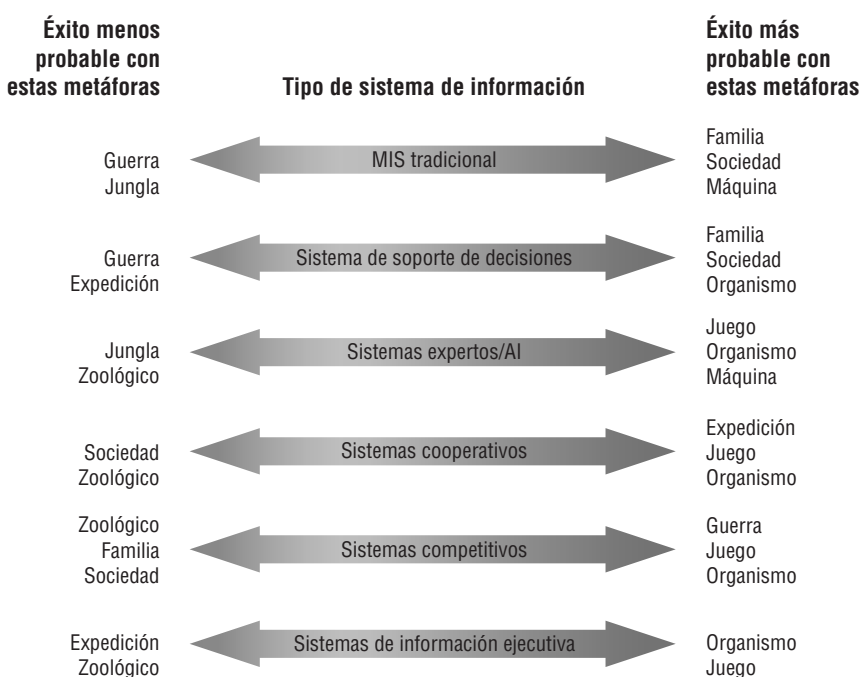 Éxito menos
probable con
estas metáforas
Tipo de sistema de información
Éxito más
probable con
estas metáforas
Guerra
Jungla
MIS tradicional
Familia
Sociedad
Máquina
Guerra
Expedición
Sistema de soporte de decisiones
Familia
Sociedad
Organismo
Jungla
Zoológico
Sistemas expertos/AI
Juego
Organismo
Máquina
Sociedad
Zoológico
Sistemas cooperativos
Expedición
Juego
Organismo
Zoológico
Familia
Sociedad
Sistemas competitivos
Guerra
Juego
Organismo
Expedición
Zoológico
Sistemas de información ejecutiva
Organismo
Juego